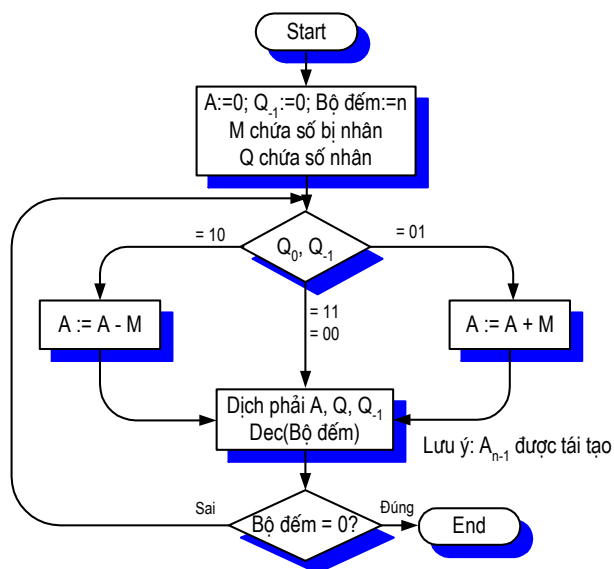 Start
A:=0; Q-1:=0; Bộ đếm:=n
M chứa số bị nhân
Q chứa số nhân
= 10
Q0, Q-1
= 01
A := A - M
= 11
= 00
A := A + M
Dịch phải A, Q, Q-1
Dec(Bộ đếm)
Lưu ý: An-1 được tái tạo
Sai
Bộ đếm = 0?
Đúng
End